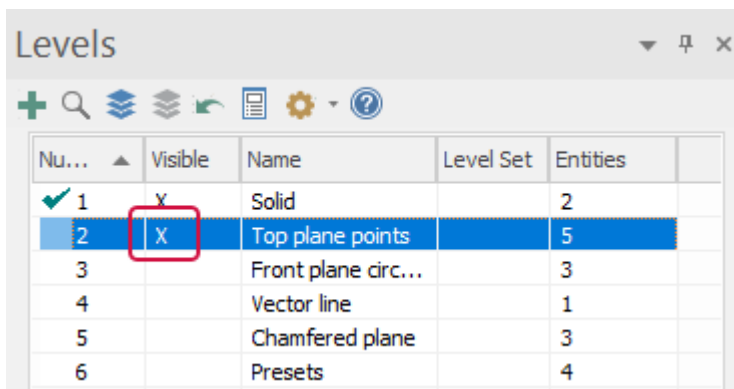 Levels
Nu... Visible Name Level Set Entities
1 X Solid 2
2 X Top plane points 5
3 Front plane circ... 3
4 Vector line 1
5 Chamfered plane 3
6 Presets 4